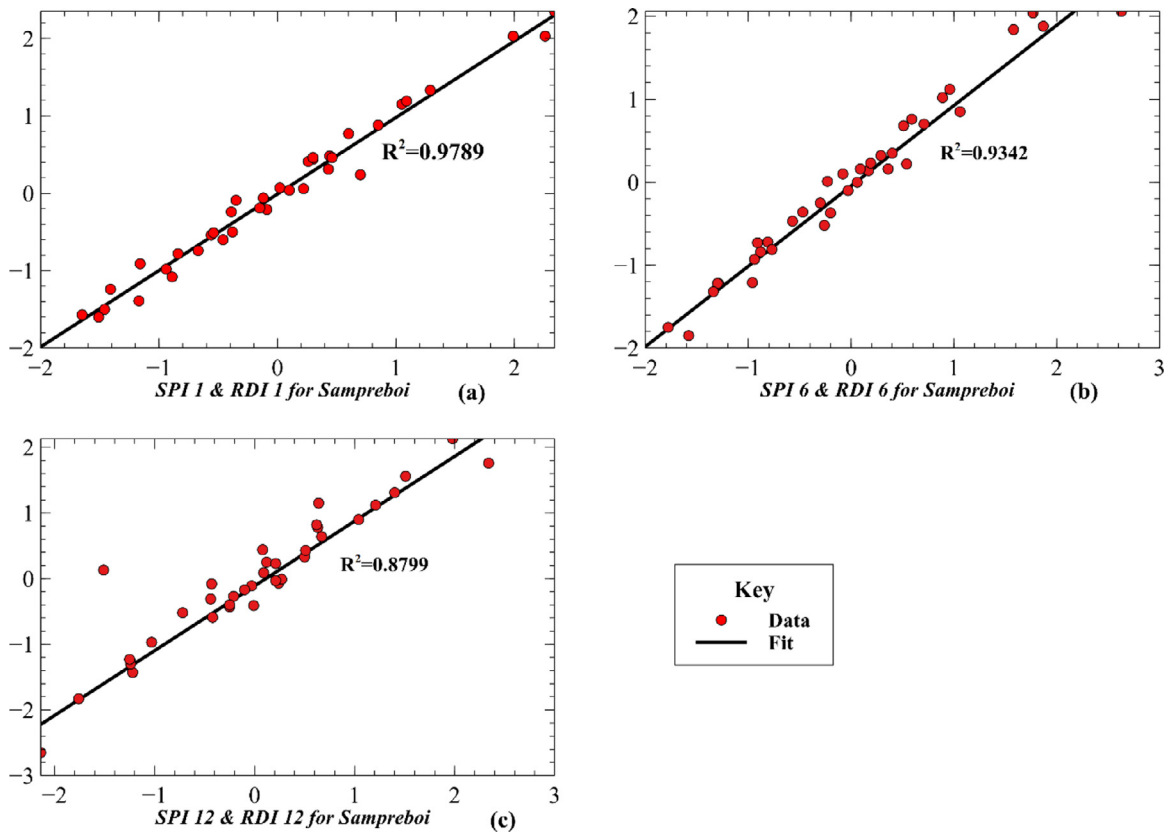 2
1
0
−1
−2
−2
−1
0
1
2
R²=0.9789
SPI 1 & RDI 1 for Sampreboi
(a)
2
1
0
−1
−2
−2
−1
0
1
2
3
R²=0.9342
SPI 6 & RDI 6 for Sampreboi
(b)
2
1
0
−1
−2
−3
−2
−1
0
1
2
3
R²=0.8799
SPI 12 & RDI 12 for Sampreboi
(c)
Key
Data
Fit